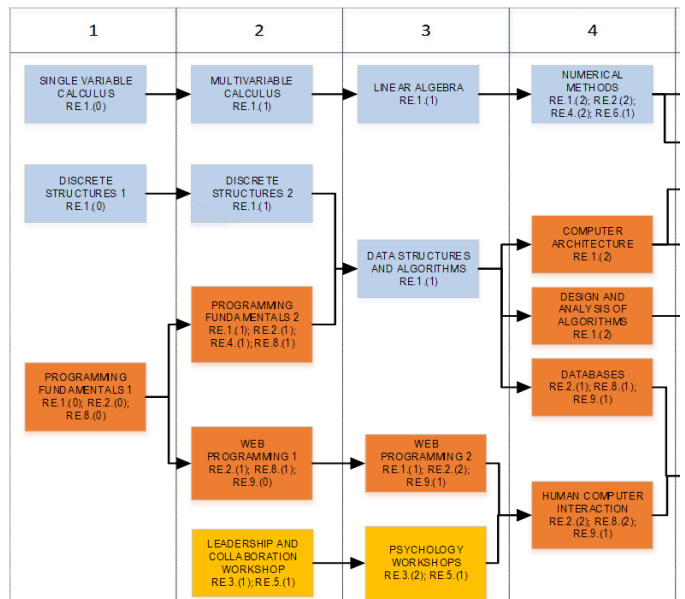 1
2
3
4
SINGLE VARIABLE
CALCULUS
RE.1.(0)
MULTIVARIABLE
CALCULUS
RE.1.(1)
LINEAR ALGEBRA
RE.1.(1)
NUMERICAL
METHODS
RE.1.(2); RE.2.(2);
RE.4.(2); RE.6.(1)
DISCRETE
STRUCTURES 1
RE.1.(0)
DISCRETE
STRUCTURES 2
RE.1.(1)
DATA STRUCTURES
AND ALGORITHMS
RE.1.(1)
COMPUTER
ARCHITECTURE
RE.1.(2)
PROGRAMMING
FUNDAMENTALS 2
RE.1.(1); RE.2.(1);
RE.4.(1); RE.8.(1)
DESIGN AND
ANALYSIS OF
ALGORITHMS
RE.1.(2)
PROGRAMMING
FUNDAMENTALS 1
RE.1.(0); RE.2.(0);
RE.8.(0)
DATABASES
RE.2.(1); RE.8.(1);
RE.9.(1)
WEB
PROGRAMMING 1
RE.2.(1); RE.8.(1);
RE.9.(0)
WEB
PROGRAMMING 2
RE.1.(1); RE.2.(2);
RE.9.(1)
HUMAN COMPUTER
INTERACTION
RE.2.(2); RE.8.(2);
RE.9.(1)
LEADERSHIP AND
COLLABORATION
WORKSHOP
RE.3.(1); RE.5.(1)
PSYCHOLOGY
WORKSHOPS
RE.3.(2); RE.5.(1)